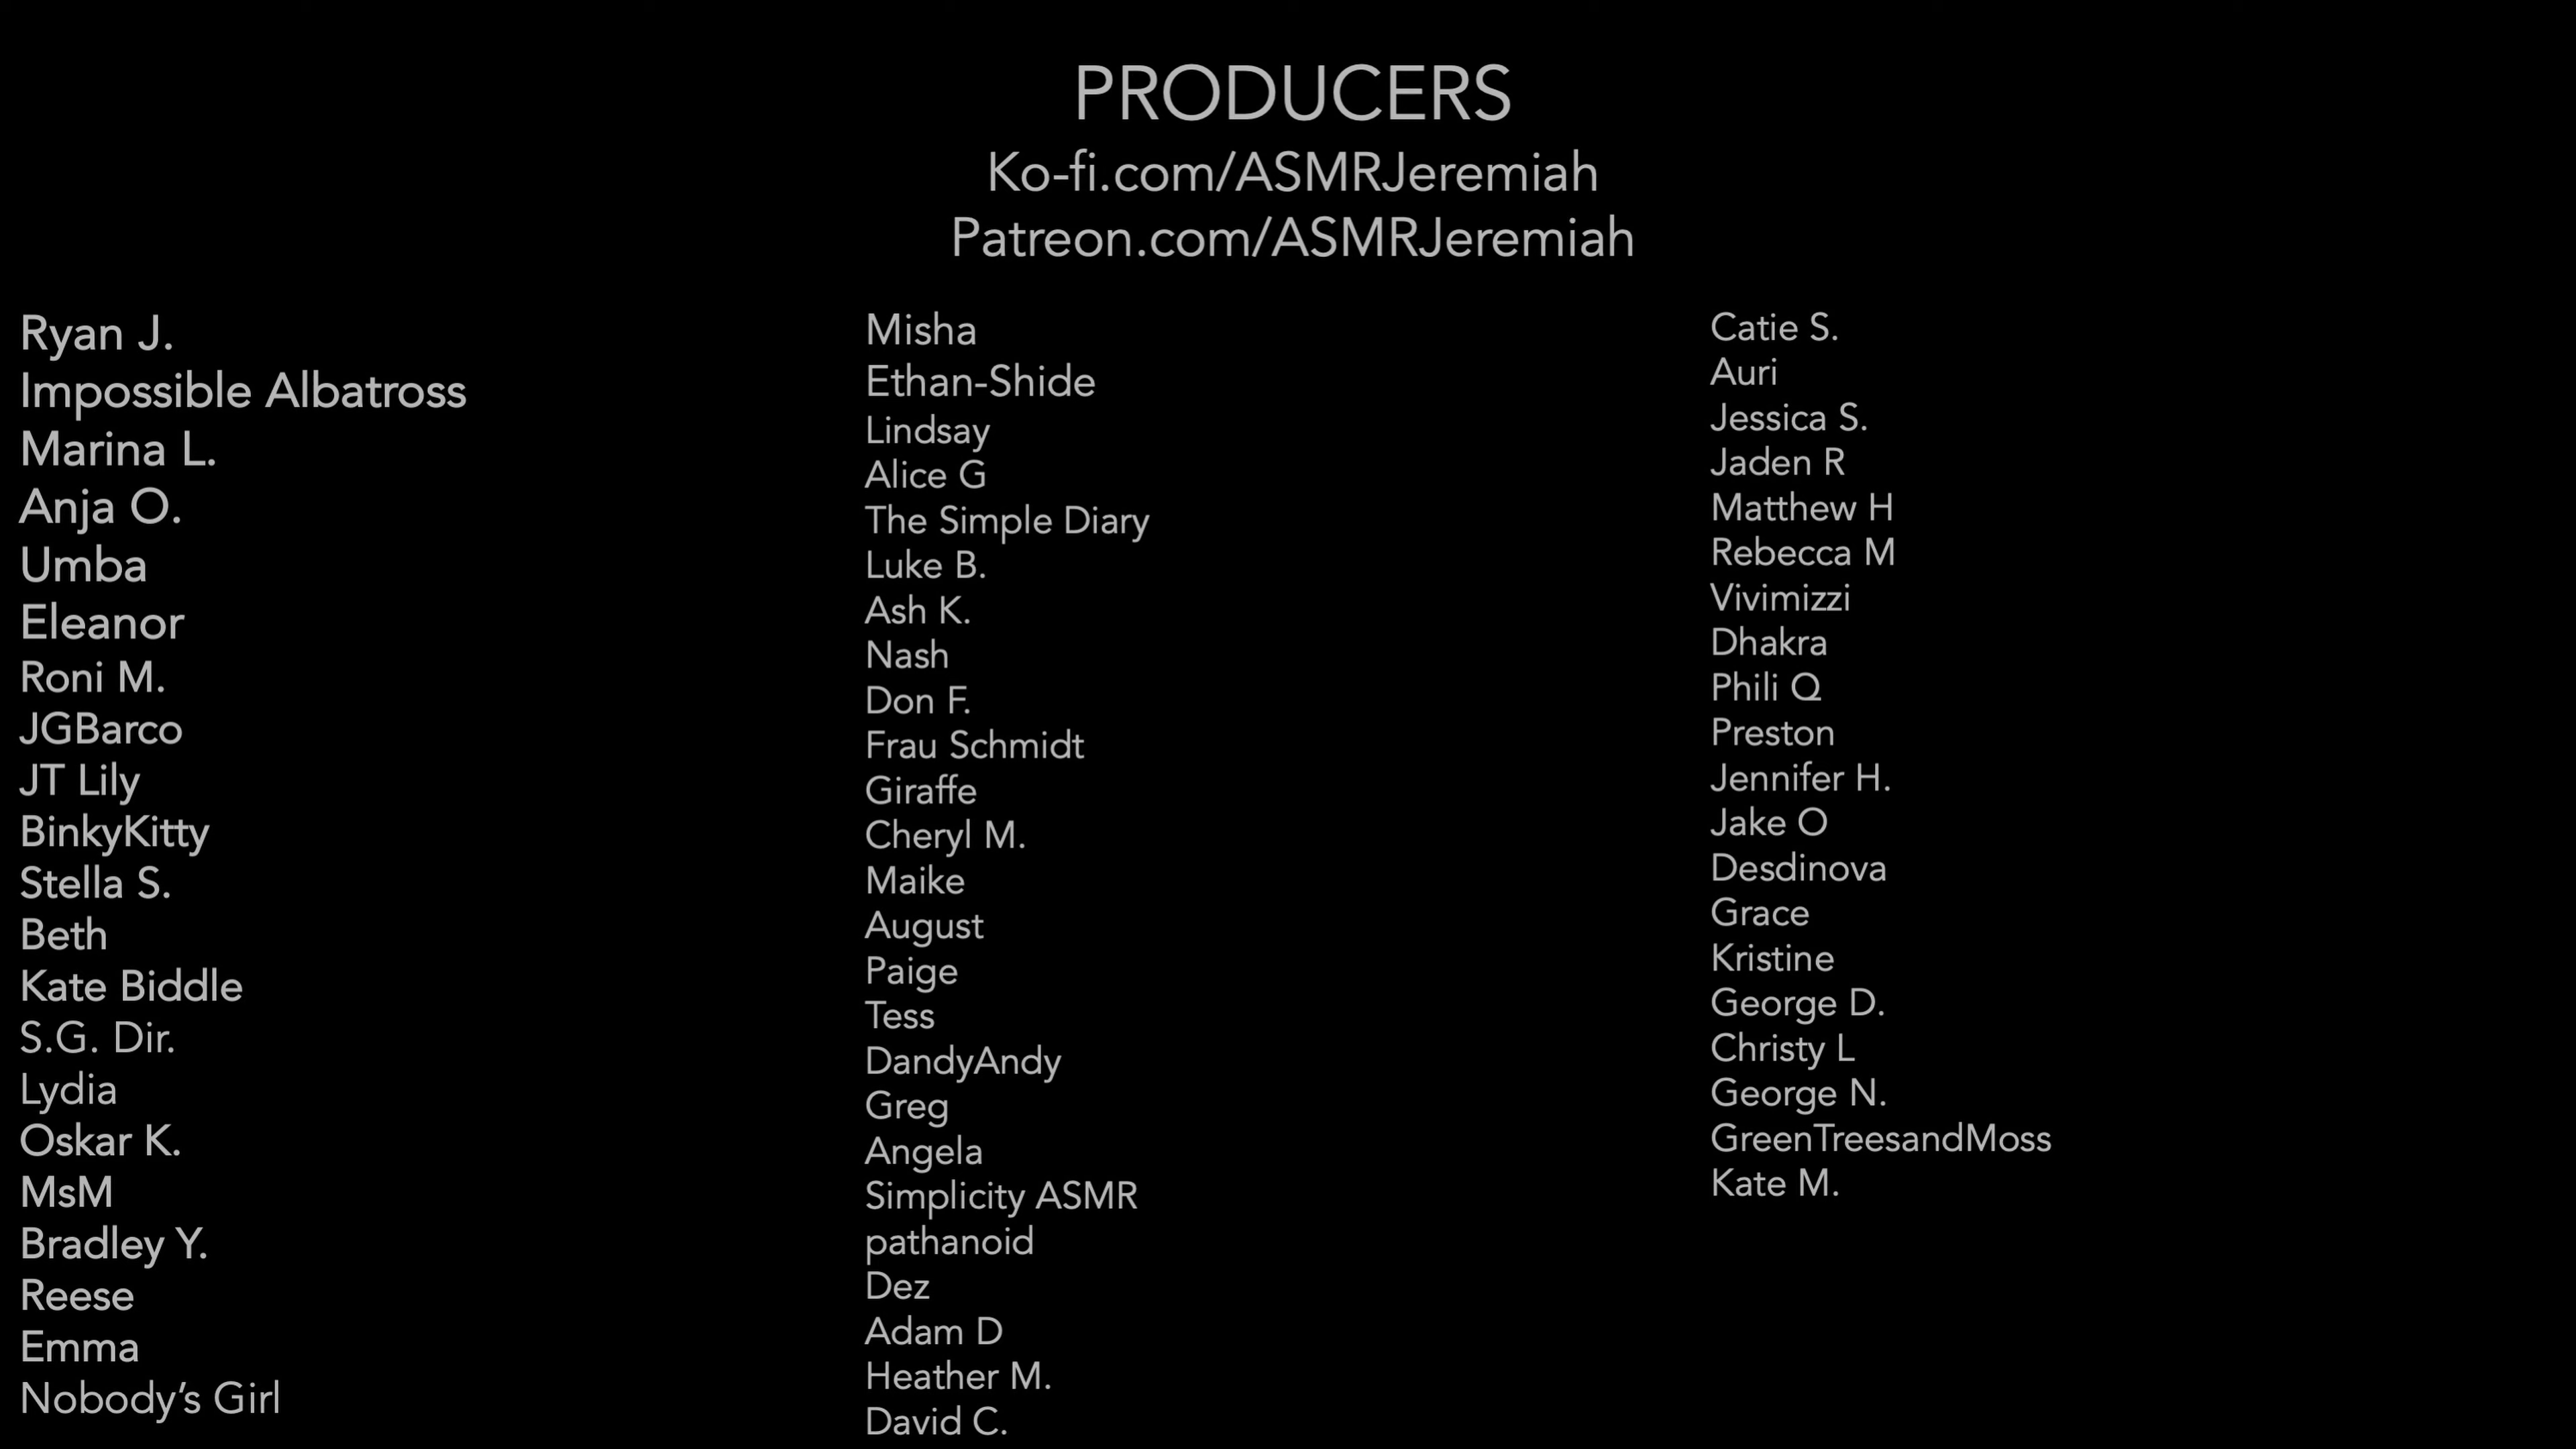 PRODUCERS
Ko-fi.com/ASMRJeremiah
Patreon.com/ASMRJeremiah
Ryan J.
Impossible Albatross
Marina L.
Anja O.
Umba
Eleanor
Roni M.
JGBarco
JT Lily
BinkyKitty
Stella S.
Beth
Kate Biddle
S.G. Dir.
Lydia
Oskar K.
MsM
Bradley Y.
Reese
Emma
Nobody’s Girl
Misha
Ethan-Shide
Lindsay
Alice G
The Simple Diary
Luke B.
Ash K.
Nash
Don F.
Frau Schmidt
Giraffe
Cheryl M.
Maike
August
Paige
Tess
DandyAndy
Greg
Angela
Simplicity ASMR
pathanoid
Dez
Adam D
Heather M.
David C.
Catie S.
Auri
Jessica S.
Jaden R
Matthew H
Rebecca M
Vivimizzi
Dhakra
Phili Q
Preston
Jennifer H.
Jake O
Desdinova
Grace
Kristine
George D.
Christy L
George N.
GreenTreesandMoss
Kate M.